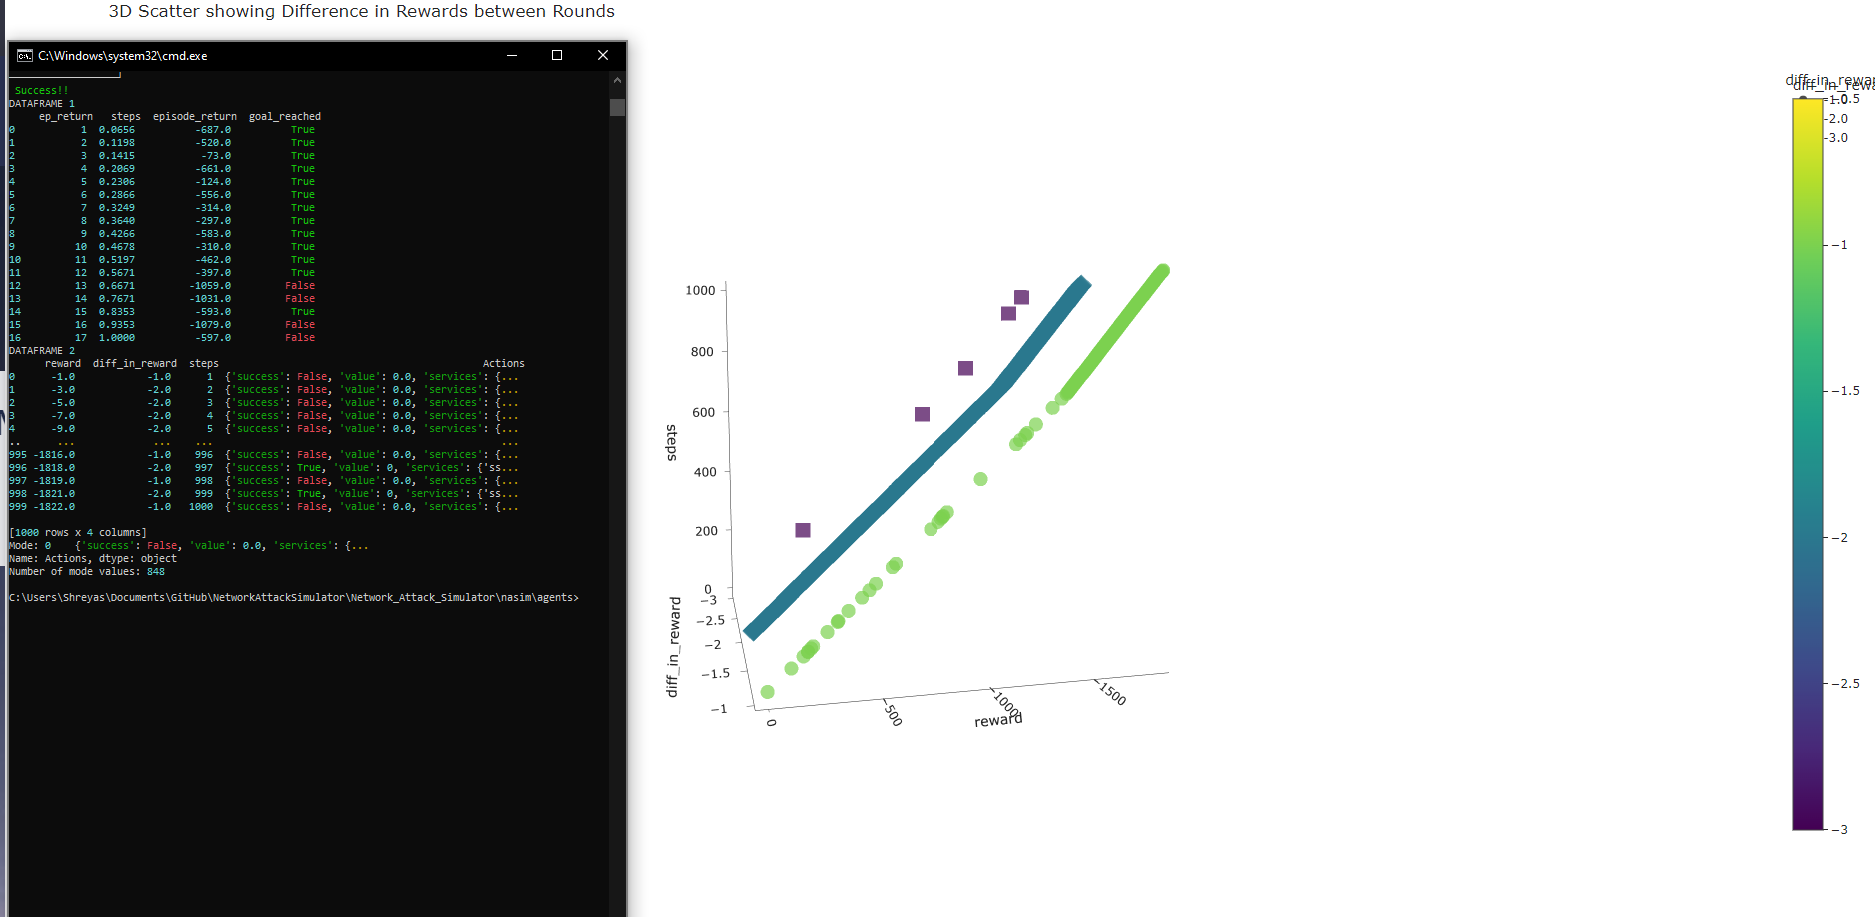 3D Scatter showing Difference in Rewards between Rounds
C:\Windows\system32\cmd.exe
Success!!
DATAFRAME 1
ep_return steps episode_return goal_reached
0 1 0.0656 -687.0 True
1 2 0.1198 -520.0 True
2 3 0.1415 -73.0 True
3 4 0.2069 -661.0 True
4 5 0.2306 -124.0 True
5 6 0.2866 -556.0 True
6 7 0.3249 -314.0 True
7 8 0.3640 -297.0 True
8 9 0.4266 -583.0 True
9 10 0.4678 -310.0 True
10 11 0.5197 -462.0 True
11 12 0.5671 -397.0 True
12 13 0.6671 -1059.0 False
13 14 0.7671 -1031.0 False
14 15 0.8353 -593.0 True
15 16 0.9353 -1079.0 False
16 17 1.0000 -597.0 False
DATAFRAME 2
reward diff_in_reward steps Actions
0 -1.0 -1.0 1 {'success': False, 'value': 0.0, 'services': {...
1 -3.0 -2.0 2 {'success': False, 'value': 0.0, 'services': {...
2 -5.0 -2.0 3 {'success': False, 'value': 0.0, 'services': {...
3 -7.0 -2.0 4 {'success': False, 'value': 0.0, 'services': {...
4 -9.0 -2.0 5 {'success': False, 'value': 0.0, 'services': {...
.. ... ... ... ...
995 -1816.0 -1.0 996 {'success': False, 'value': 0.0, 'services': {...
996 -1818.0 -2.0 997 {'success': True, 'value': 0, 'services': {'ss...
997 -1819.0 -1.0 998 {'success': False, 'value': 0.0, 'services': {...
998 -1821.0 -2.0 999 {'success': True, 'value': 0, 'services': {'ss...
999 -1822.0 -1.0 1000 {'success': False, 'value': 0.0, 'services': {...
[1000 rows x 4 columns]
Mode: 0 {'success': False, 'value': 0.0, 'services': {...
Name: Actions, dtype: object
Number of mode values: 848
C:\Users\Shreyas\Documents\GitHub\NetworkAttackSimulator\Network_Attack_Simulator\nasim\agents>
1000
800
600
400
200
0
steps
−3
−2.5
−2
−1.5
−1
diff_in_reward
0
−500
−1000
−1500
reward
diff_in_rewar
diff_in_rewa
-1.0
−0.5
-2.0
-3.0
−1
−1.5
−2
−2.5
−3